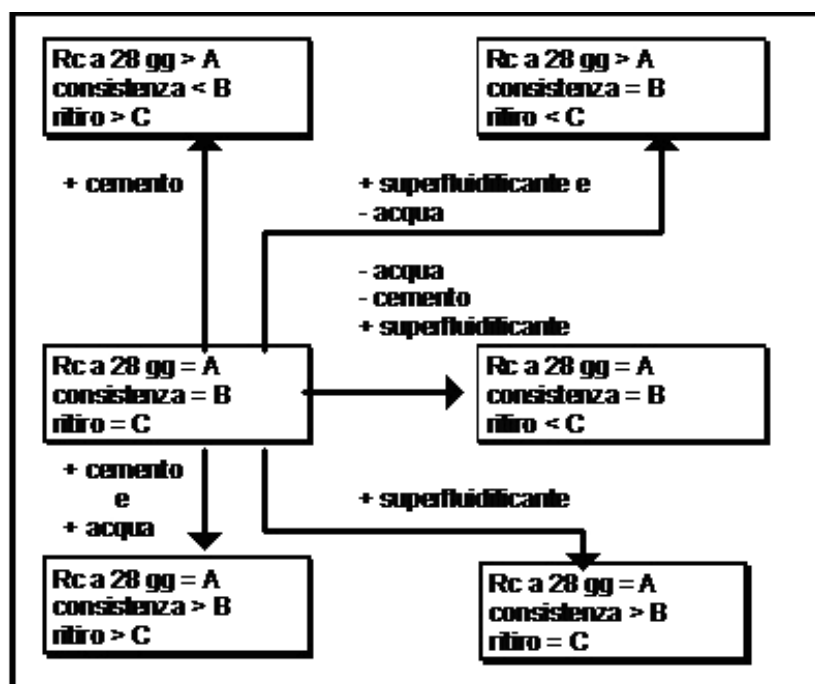 Rc a 28 gg > A
consistenza < B
ritiro > C
Rc a 28 gg > A
consistenza = B
ritiro < C
+ cemento
+ superfluidificante e
- acqua
- acqua
- cemento
+ superfluidificante
Rc a 28 gg = A
consistenza = B
ritiro = C
Rc a 28 gg = A
consistenza = B
ritiro < C
+ cemento
e
+ acqua
+ superfluidificante
Rc a 28 gg = A
consistenza > B
ritiro > C
Rc a 28 gg = A
consistenza > B
ritiro = C